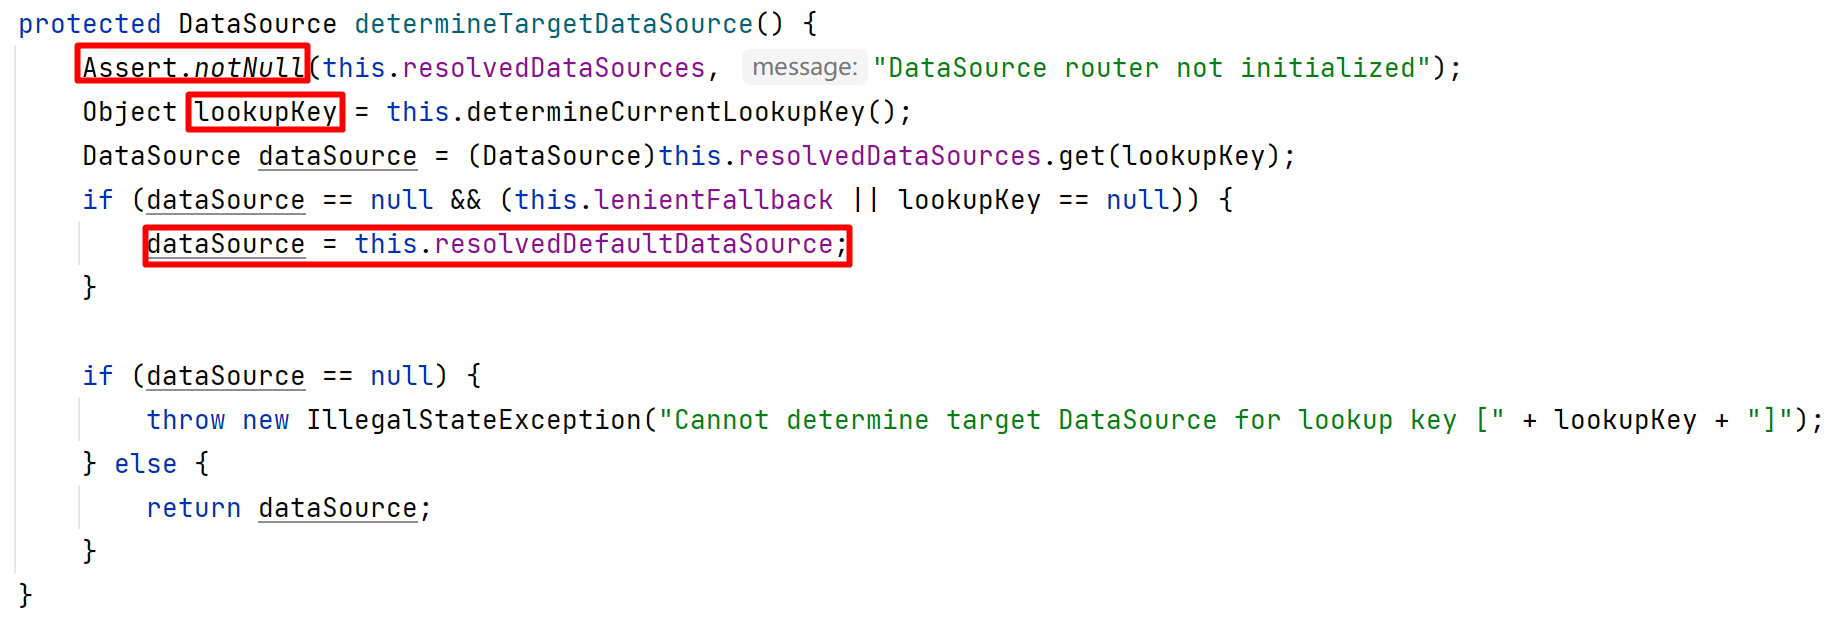 protected DataSource determineTargetDataSource() {
Assert.notNull(this.resolvedDataSources, message: "DataSource router not initialized");
Object lookupKey = this.determineCurrentLookupKey();
DataSource dataSource = (DataSource)this.resolvedDataSources.get(lookupKey);
if (dataSource == null && (this.lenientFallback || lookupKey == null)) {
dataSource = this.resolvedDefaultDataSource;
}
if (dataSource == null) {
throw new IllegalStateException("Cannot determine target DataSource for lookup key [" + lookupKey + "]");
} else {
return dataSource;
}
}